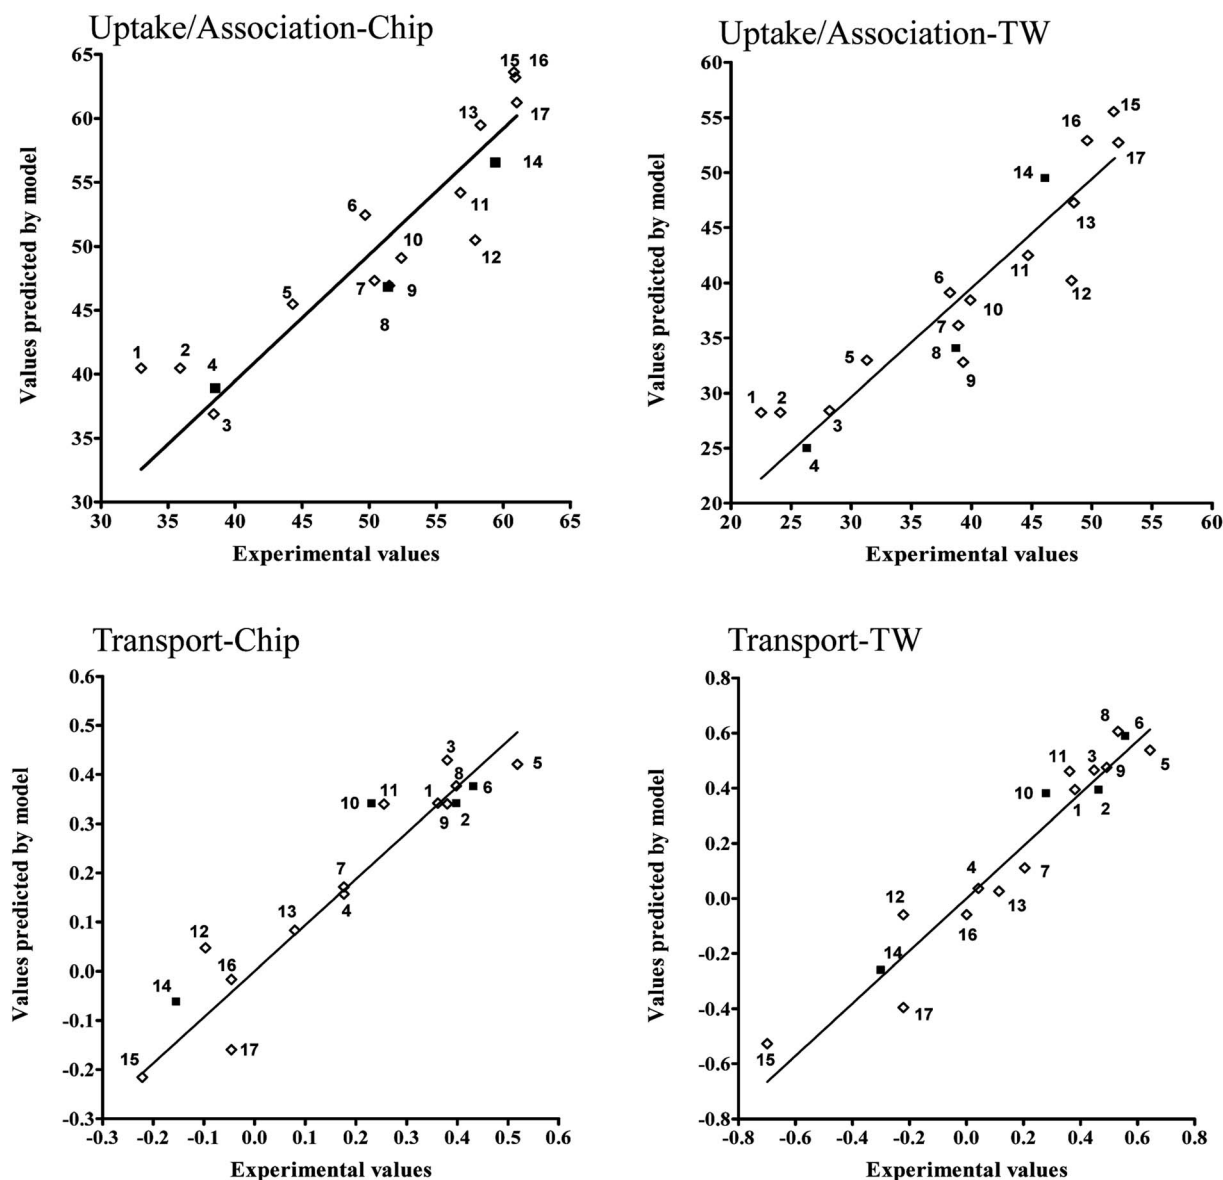 Uptake/Association-Chip
65
60
55
50
45
40
35
30
30 35 40 45 50 55 60 65
Values predicted by model
Experimental values
1 2 3 4 5 6 7 8 9 10 11 12 13 14 15 16 17
Uptake/Association-TW
60
55
50
45
40
35
30
25
20
20 25 30 35 40 45 50 55 60
Values predicted by model
Experimental values
1 2 3 4 5 6 7 8 9 10 11 12 13 14 15 16 17
Transport-Chip
0.6
0.5
0.4
0.3
0.2
0.1
0.0
-0.1
-0.2
-0.3
-0.3 -0.2 -0.1 0.0 0.1 0.2 0.3 0.4 0.5 0.6
Values predicted by model
Experimental values
1 2 3 4 5 6 7 8 9 10 11 12 13 14 15 16 17
Transport-TW
0.8
0.6
0.4
0.2
0.0
-0.2
-0.4
-0.6
-0.8
-0.8 -0.6 -0.4 -0.2 0.0 0.2 0.4 0.6 0.8
Values predicted by model
Experimental values
1 2 3 4 5 6 7 8 9 10 11 12 13 14 15 16 17